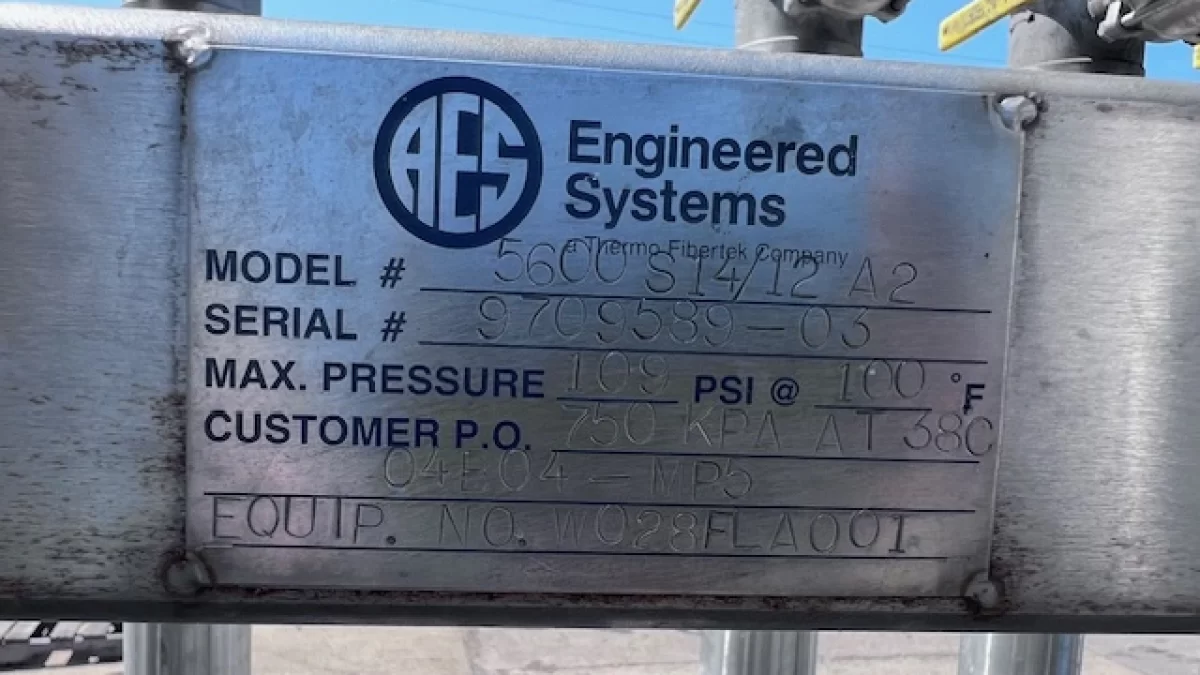 AES
Engineered
Systems
a Thermo Fibertek Company
MODEL # 5600 S14/12 A2
SERIAL # 9709589-03
MAX. PRESSURE 109 PSI @ 100 °F
CUSTOMER P.O. 750 KPA AT 38C
04E04-MP5
EQUIP. NO. W028FLA001